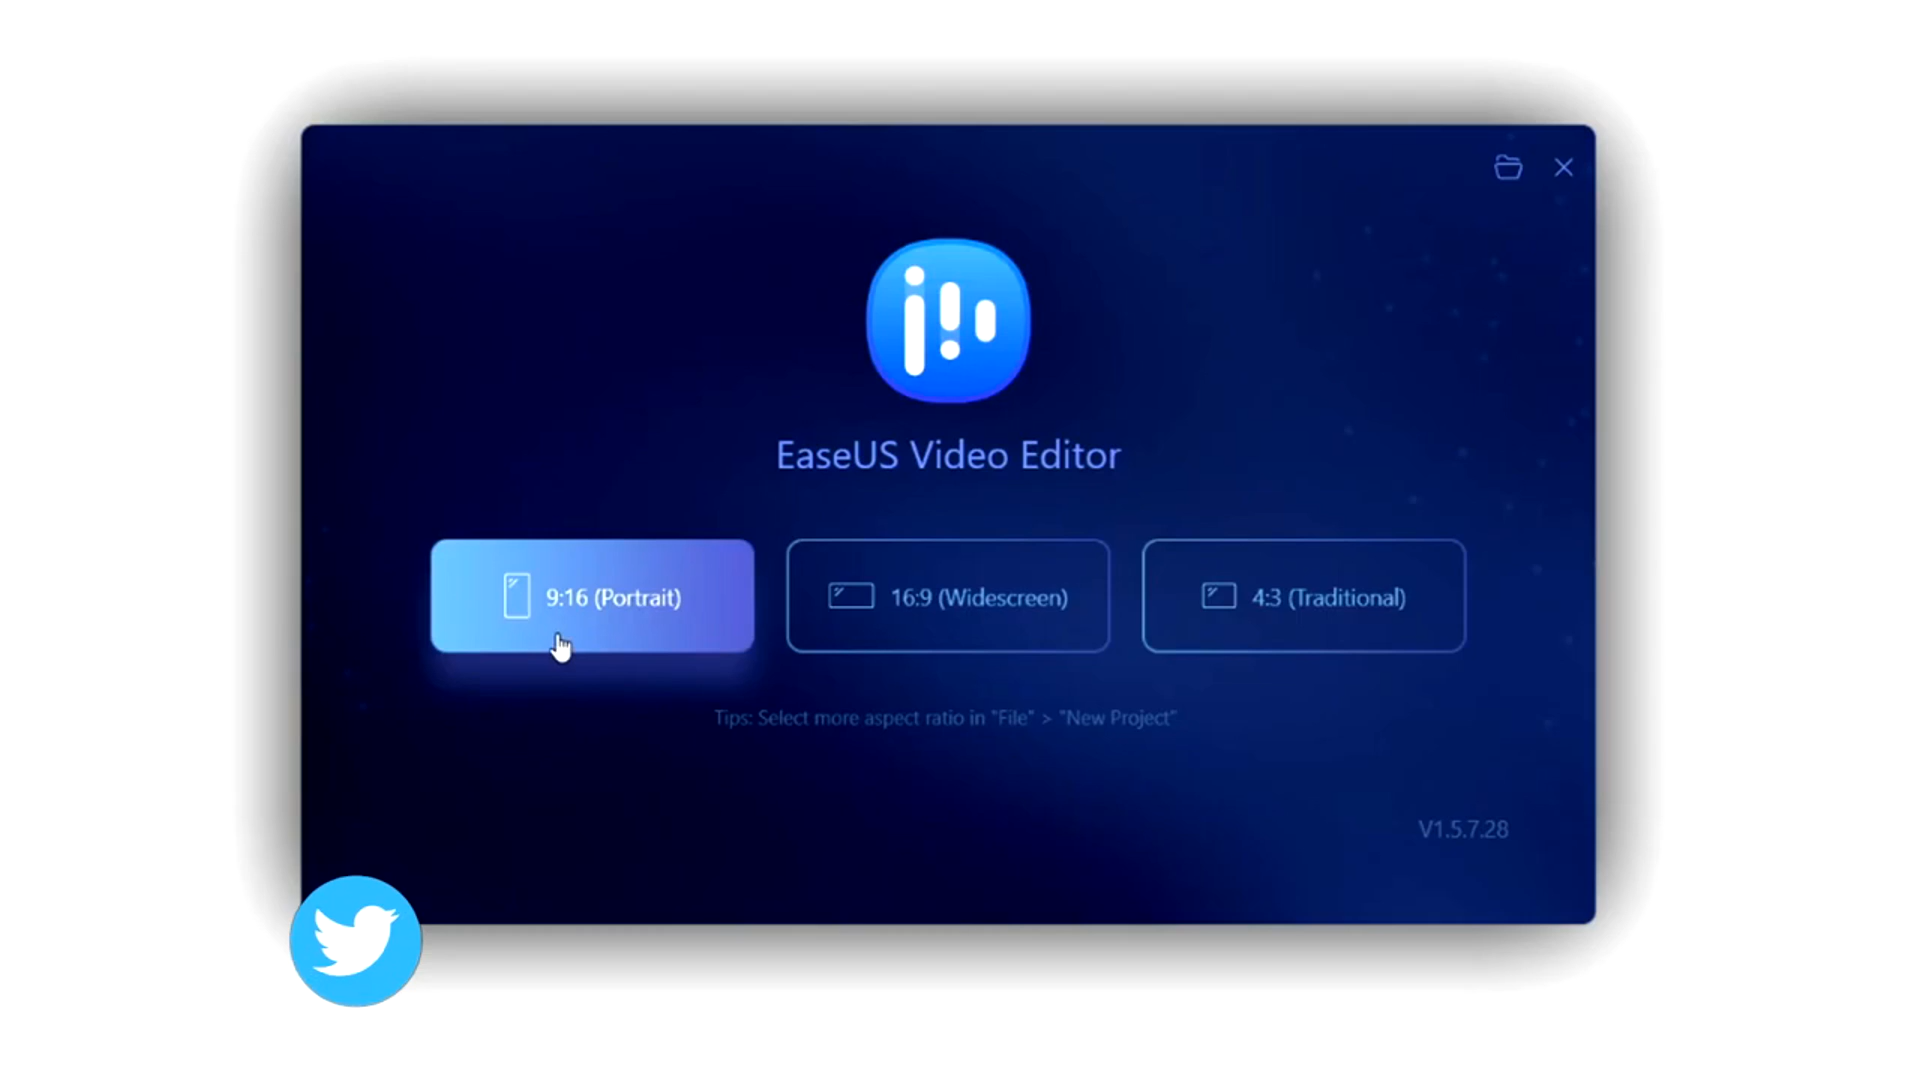 EaseUS Video Editor
9:16 (Portrait)
16:9 (Widescreen)
4:3 (Traditional)
Tips: Select more aspect ratio in "File" > "New Project"
V1.5.7.28